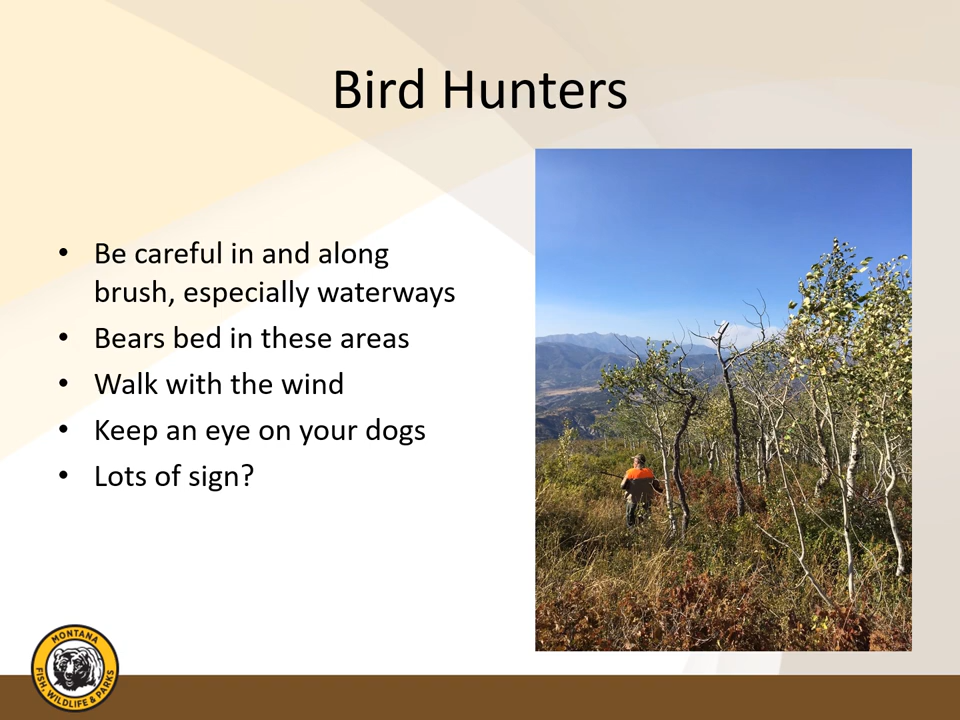 Bird Hunters
• Be careful in and along
brush, especially waterways
• Bears bed in these areas
• Walk with the wind
• Keep an eye on your dogs
• Lots of sign?
MONTANA
FISH, WILDLIFE & PARKS